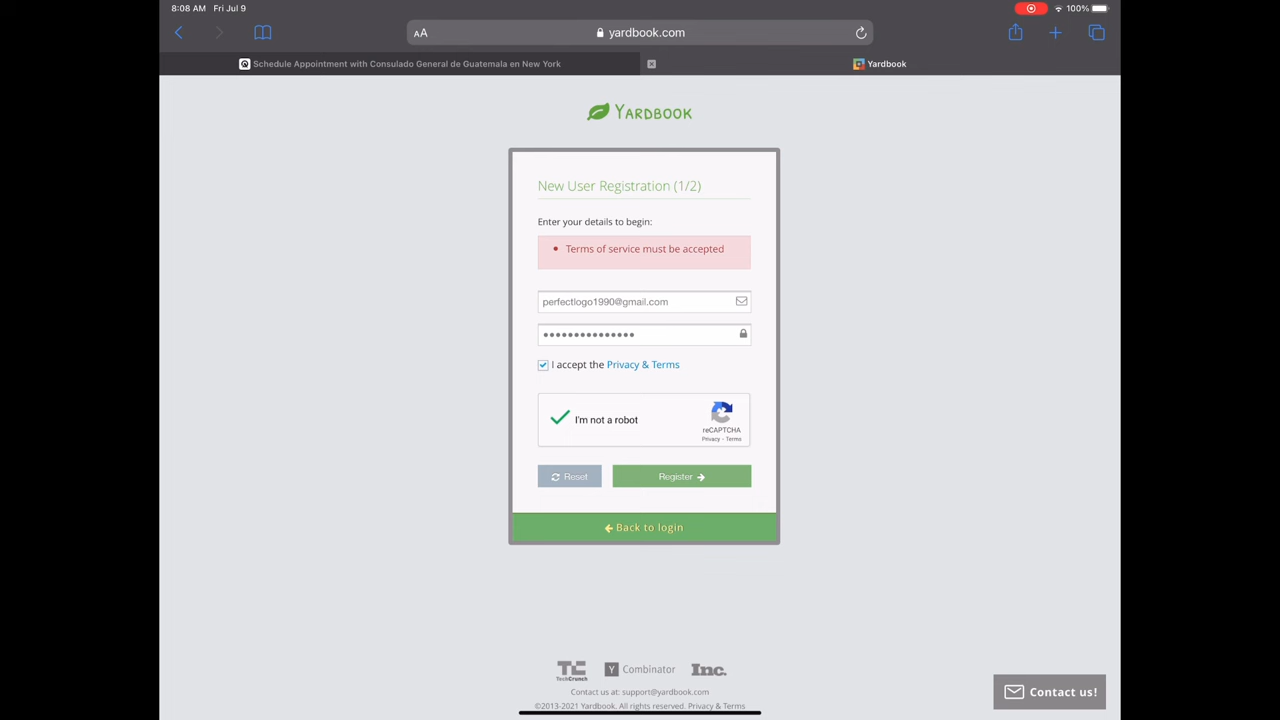 8:08 AM Fri Jul 9
100%
AA yardbook.com
Schedule Appointment with Consulado General de Guatemala en New York
Yardbook
YARDBOOK
New User Registration (1/2)
Enter your details to begin:
Terms of service must be accepted
perfectlogo1990@gmail.com
I accept the Privacy & Terms
I'm not a robot
reCAPTCHA
Privacy - Terms
Reset
Register
Back to login
TC TechCrunch
Y Combinator
Inc.
Contact us at: support@yardbook.com
©2013-2021 Yardbook. All rights reserved. Privacy & Terms
Contact us!